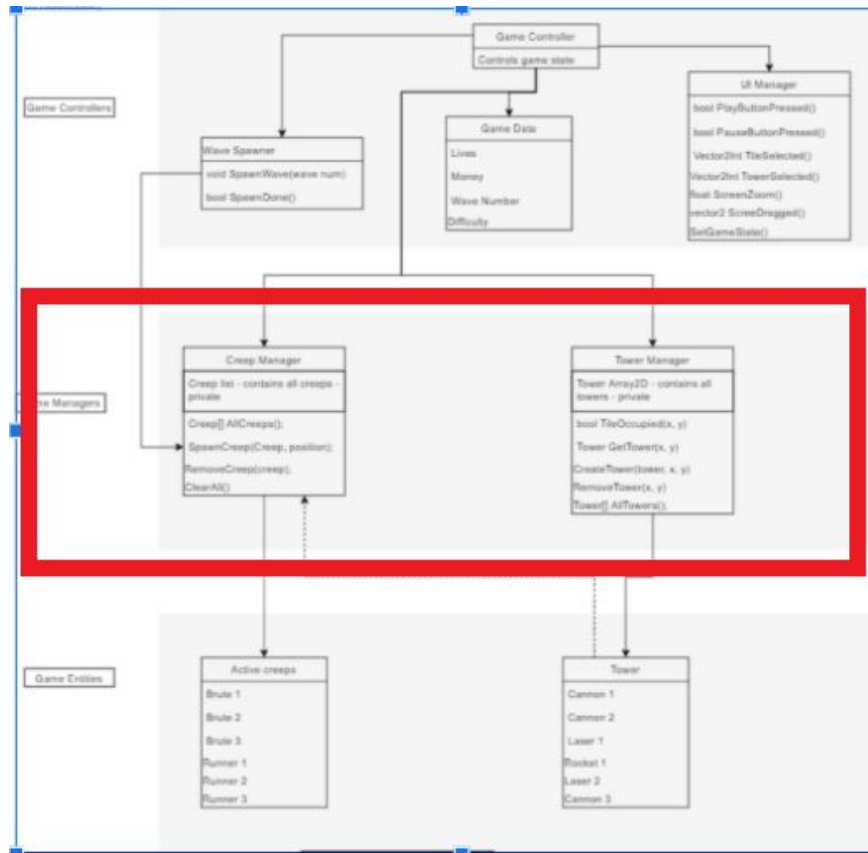 Game Controller
Controls game state
Game Controllers
UI Manager
bool PlayButtonPressed()
bool PauseButtonPressed()
Vector2Int TileSelected()
Vector2Int TowerSelected()
float ScreenZoom()
vector2 ScreeDragged()
SetGameState()
Game Data
Lives
Money
Wave Number
Difficulty
Wave Spawner
void SpawnWave(wave num)
bool SpawnDone()
me Managers
Creep Manager
Creep list - contains all creeps -
private
Creep[] AllCreeps();
SpawnCreep(Creep, position);
RemoveCreep(creep);
ClearAll()
Tower Manager
Tower Array2D - contains all
towers - private
bool TileOccupied(x, y)
Tower GetTower(x, y)
CreateTower(tower, x, y)
RemoveTower(x, y)
Tower[] AllTowers();
Game Entities
Active creeps
Brute 1
Brute 2
Brute 3
Runner 1
Runner 2
Runner 3
Tower
Cannon 1
Cannon 2
Laser 1
Rocket 1
Laser 2
Cannon 3